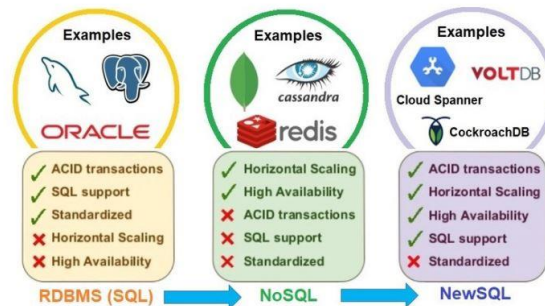 Examples
ORACLE
ACID transactions
SQL support
Standardized
Horizontal Scaling
High Availability
RDBMS (SQL)
Examples
cassandra
redis
Horizontal Scaling
High Availability
ACID transactions
SQL support
Standardized
NoSQL
Examples
VOLTDB
Cloud Spanner
CockroachDB
ACID transactions
Horizontal Scaling
High Availability
SQL support
Standardized
NewSQL